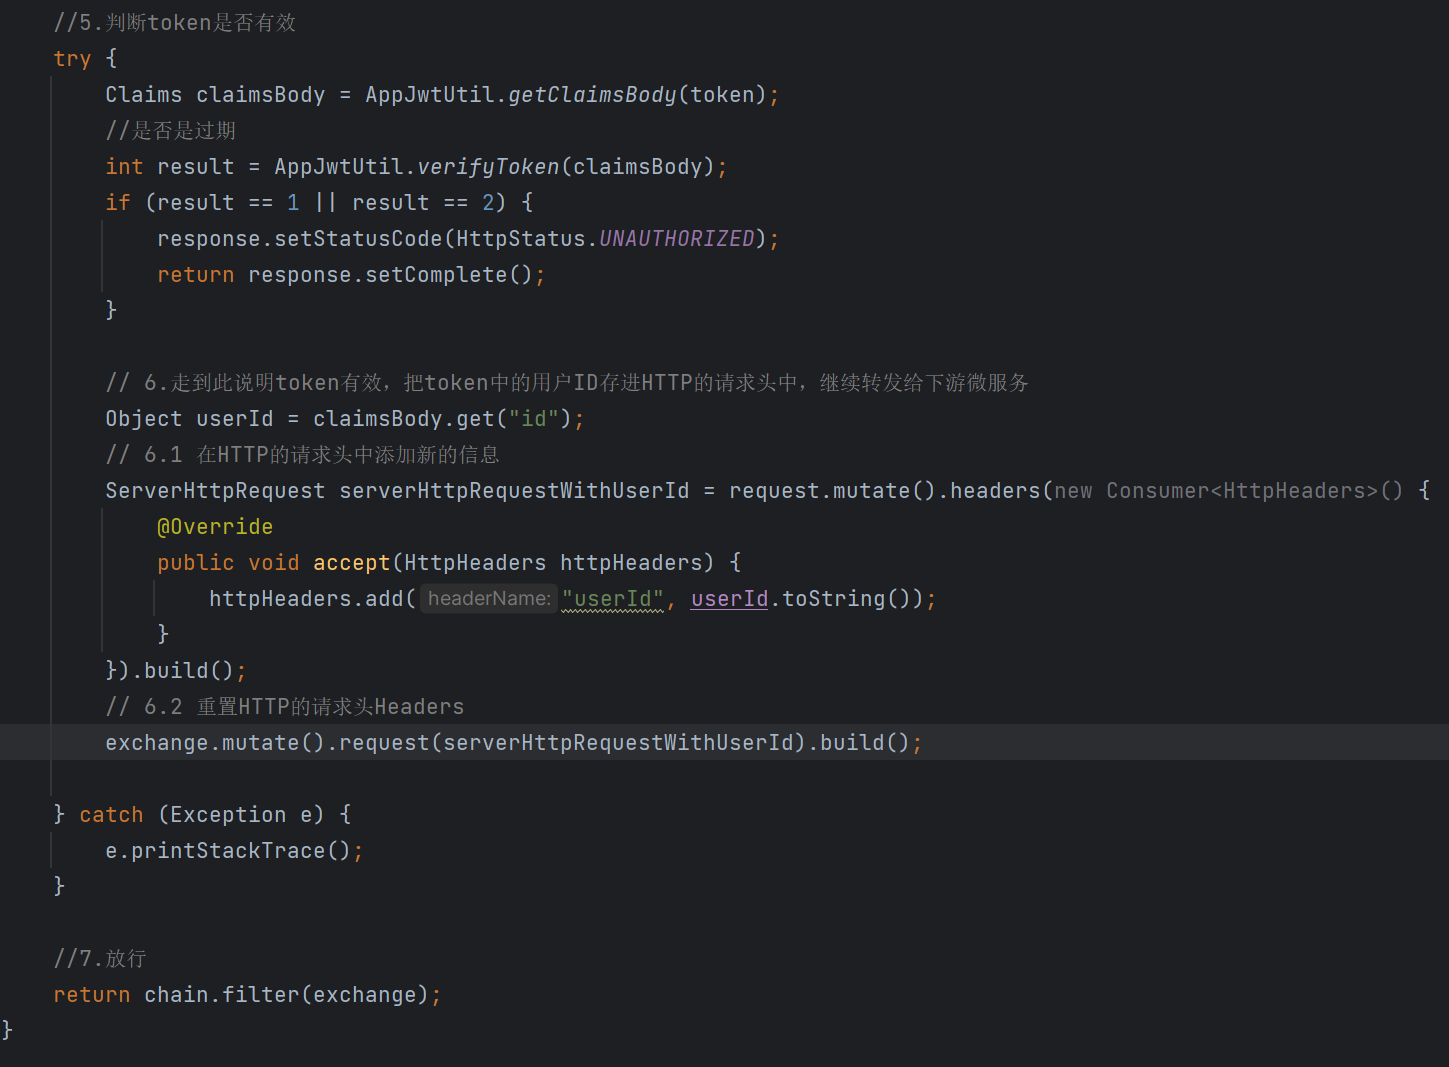 //5.判断token是否有效
try {
Claims claimsBody = AppJwtUtil.getClaimsBody(token);
//是否是过期
int result = AppJwtUtil.verifyToken(claimsBody);
if (result == 1 || result == 2) {
response.setStatusCode(HttpStatus.UNAUTHORIZED);
return response.setComplete();
}
// 6.走到此说明token有效，把token中的用户ID存进HTTP的请求头中，继续转发给下游微服务
Object userId = claimsBody.get("id");
// 6.1 在HTTP的请求头中添加新的信息
ServerHttpRequest serverHttpRequestWithUserId = request.mutate().headers(new Consumer<HttpHeaders>() {
@Override
public void accept(HttpHeaders httpHeaders) {
httpHeaders.add( headerName: "userId", userId.toString());
}
}).build();
// 6.2 重置HTTP的请求头Headers
exchange.mutate().request(serverHttpRequestWithUserId).build();
} catch (Exception e) {
e.printStackTrace();
}
//7.放行
return chain.filter(exchange);
}